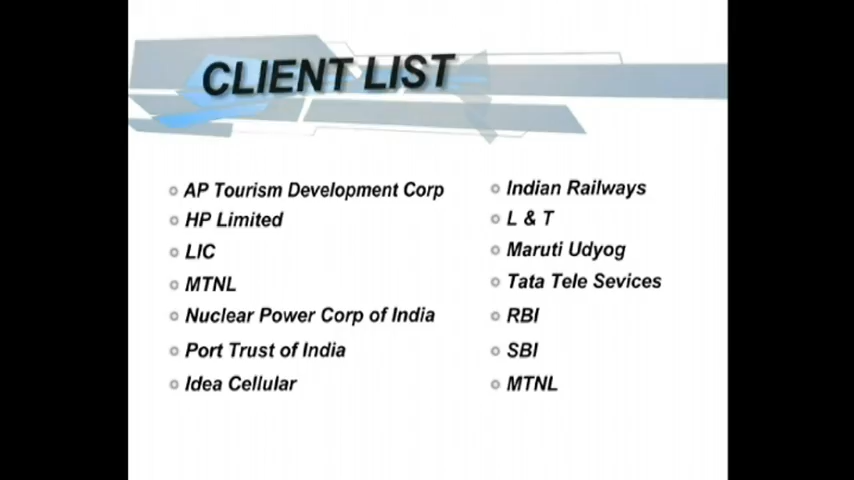 CLIENT LIST
AP Tourism Development Corp
HP Limited
LIC
MTNL
Nuclear Power Corp of India
Port Trust of India
Idea Cellular
Indian Railways
L & T
Maruti Udyog
Tata Tele Sevices
RBI
SBI
MTNL